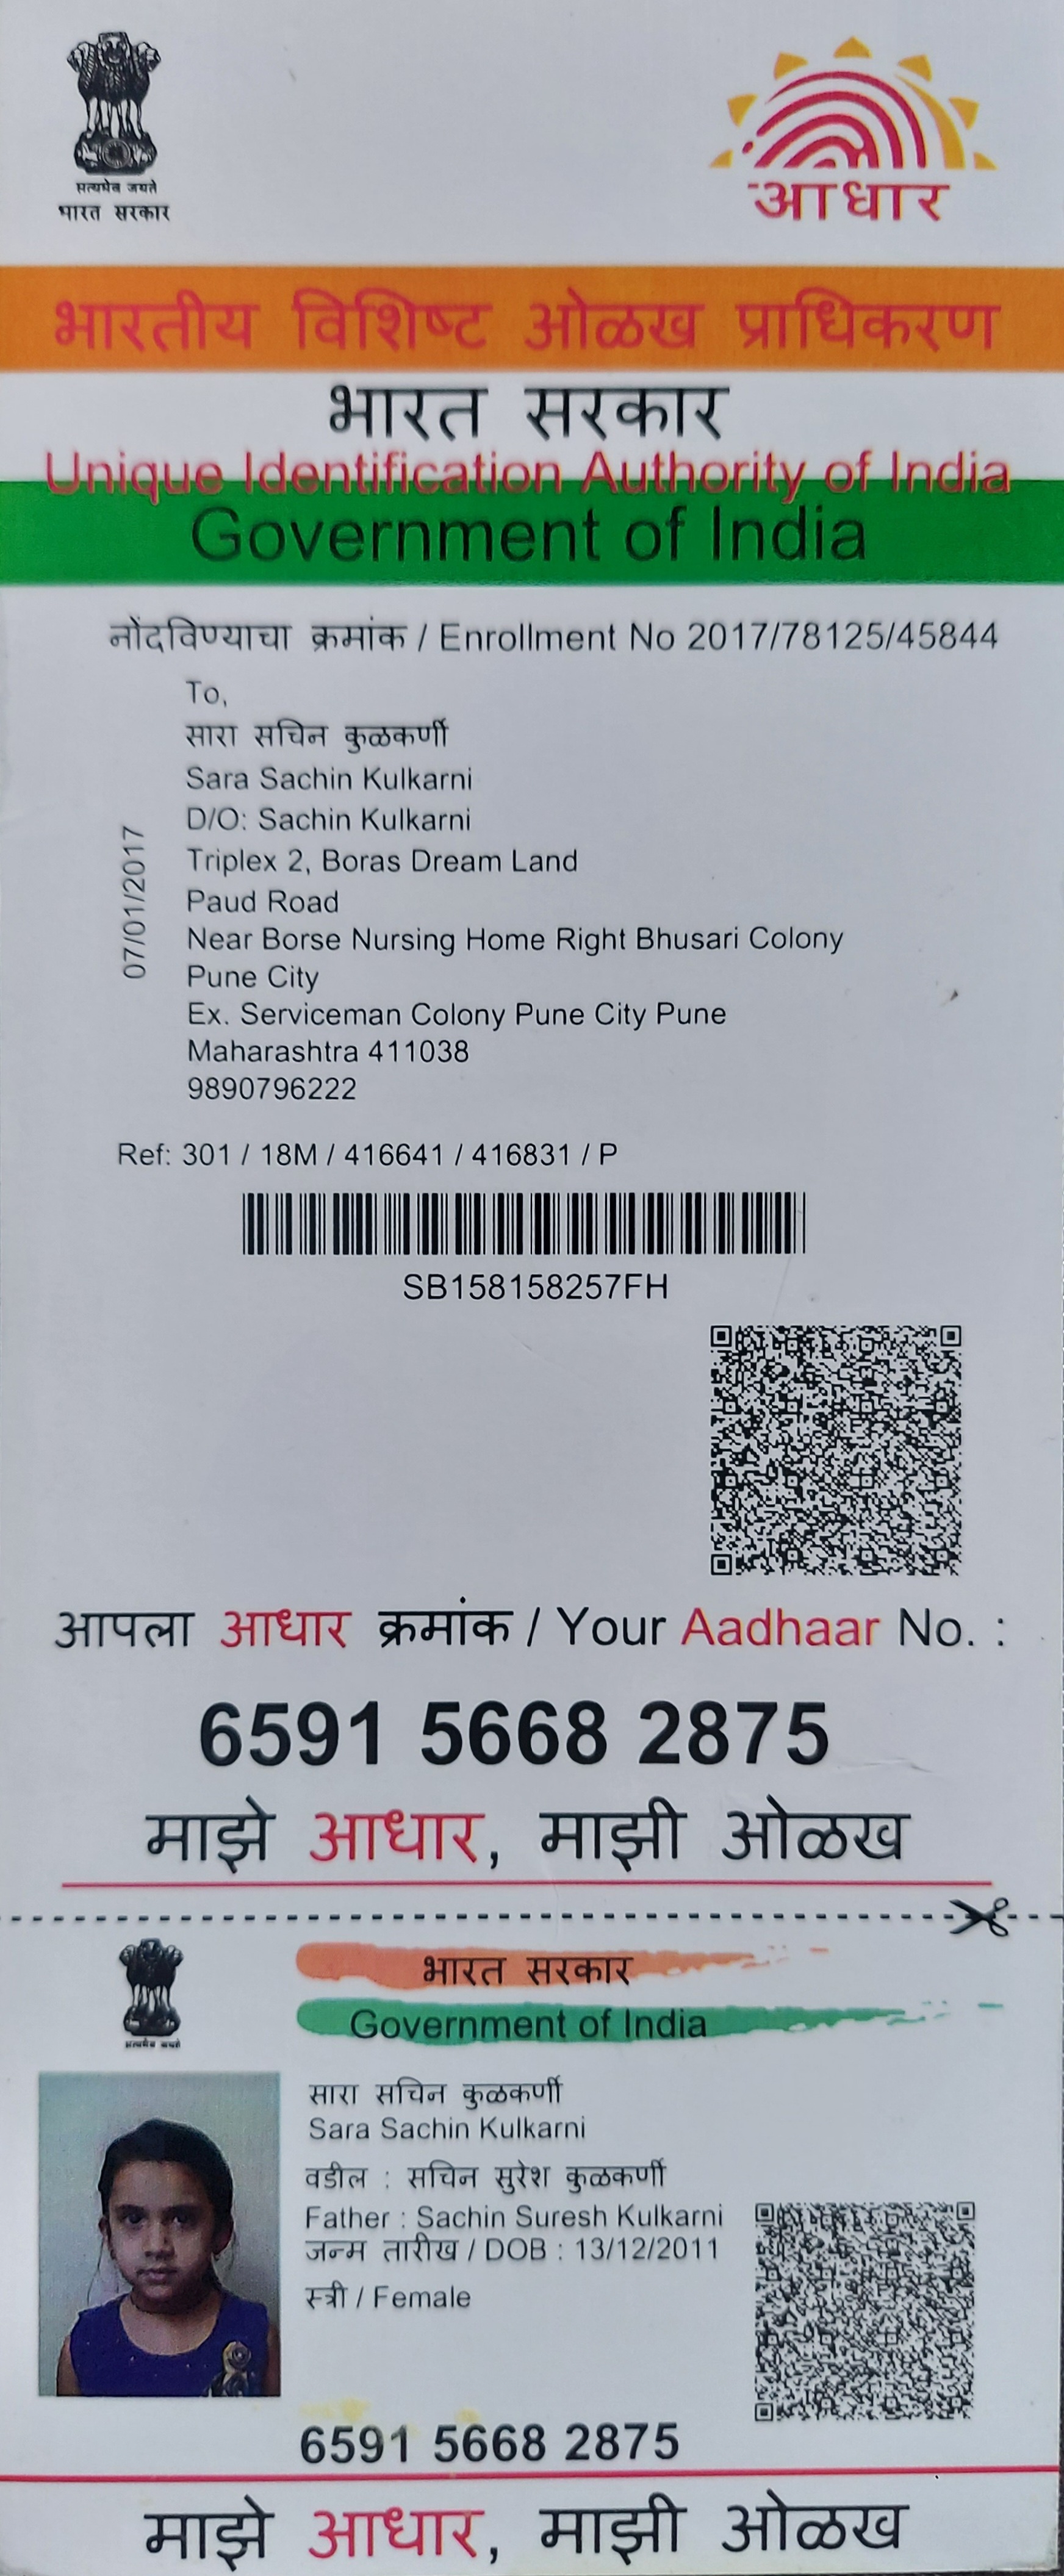 सत्यमेव जयते
भारत सरकार
आधार
भारतीय विशिष्ट ओळख प्राधिकरण
भारत सरकार
Unique Identification Authority of India
Government of India
नोंदविण्याचा क्रमांक / Enrollment No 2017/78125/45844
To,
सारा सचिन कुळकर्णी
Sara Sachin Kulkarni
D/O: Sachin Kulkarni
Triplex 2, Boras Dream Land
Paud Road
Near Borse Nursing Home Right Bhusari Colony
Pune City
Ex. Serviceman Colony Pune City Pune
Maharashtra 411038
9890796222
07/01/2017
Ref: 301 / 18M / 416641 / 416831 / P
SB158158257FH
आपला आधार क्रमांक / Your Aadhaar No. :
6591 5668 2875
माझे आधार, माझी ओळख
सत्यमेव जयते
भारत सरकार
Government of India
सारा सचिन कुळकर्णी
Sara Sachin Kulkarni
वडील : सचिन सुरेश कुळकर्णी
Father : Sachin Suresh Kulkarni
जन्म तारीख / DOB : 13/12/2011
स्त्री / Female
6591 5668 2875
माझे आधार, माझी ओळख